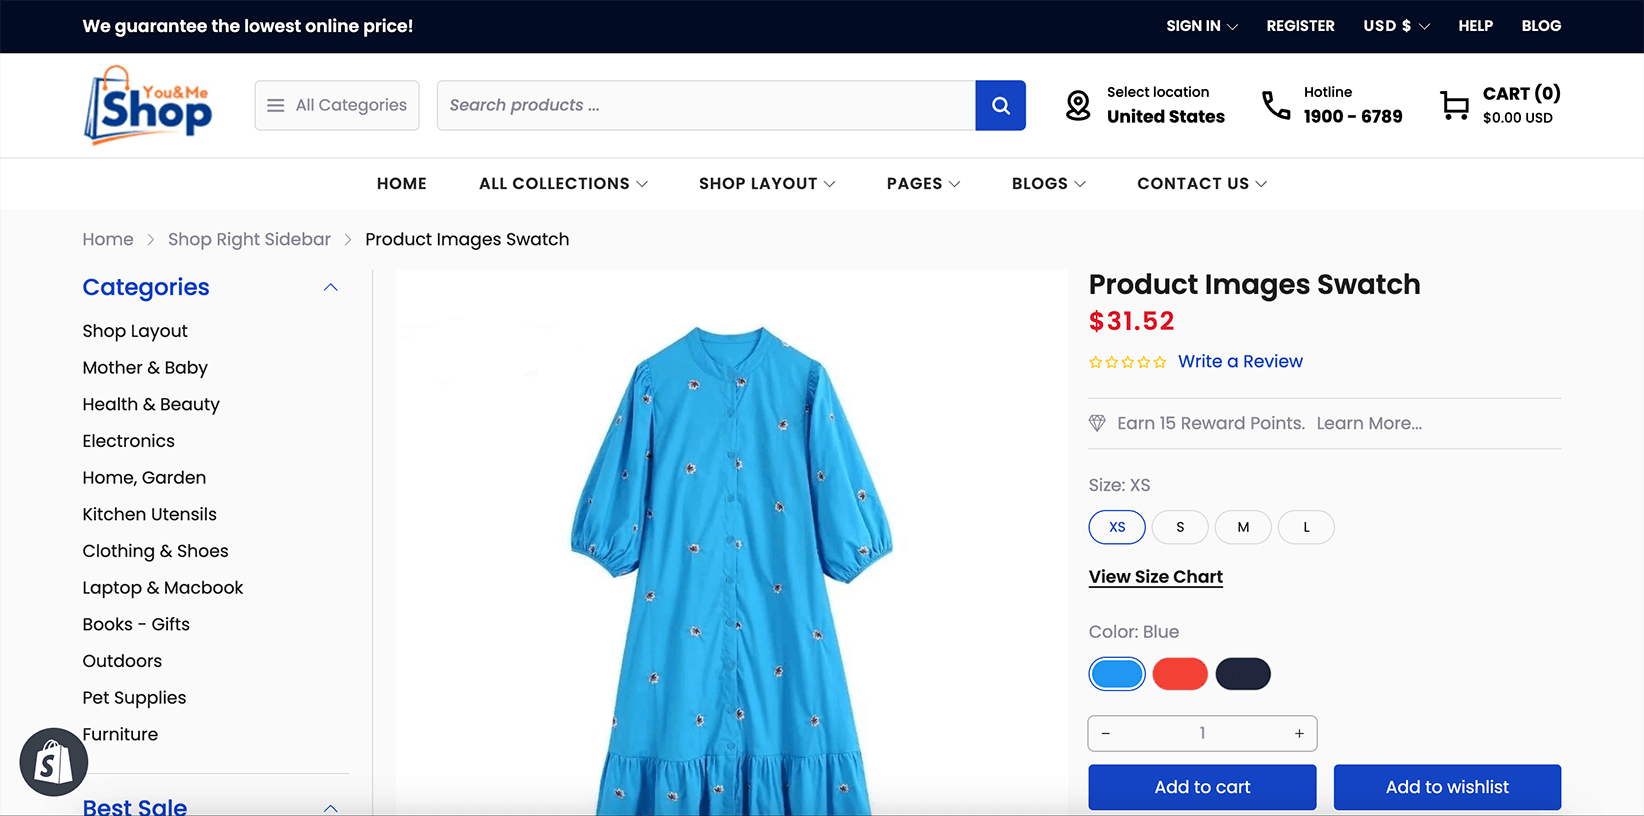 We guarantee the lowest online price!
SIGN IN
REGISTER
USD $
HELP
BLOG
You&Me
Shop
All Categories
Search products ...
Select location
United States
Hotline
1900 - 6789
CART (0)
$0.00 USD
HOME
ALL COLLECTIONS
SHOP LAYOUT
PAGES
BLOGS
CONTACT US
Home
Shop Right Sidebar
Product Images Swatch
Categories
Shop Layout
Mother & Baby
Health & Beauty
Electronics
Home, Garden
Kitchen Utensils
Clothing & Shoes
Laptop & Macbook
Books - Gifts
Outdoors
Pet Supplies
Furniture
S
Best Sale
Product Images Swatch
$31.52
Write a Review
Earn 15 Reward Points. Learn More...
Size: XS
XS
S
M
L
View Size Chart
Color: Blue
− 1 +
Add to cart
Add to wishlist